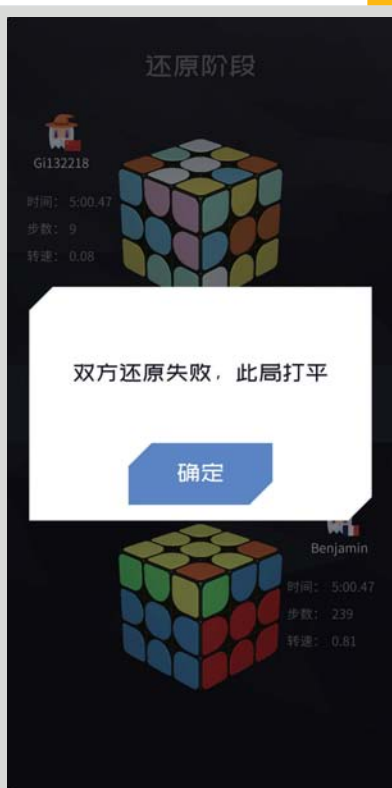 还原阶段
Gi132218
时间： 5:00.47
步数： 9
转速： 0.08
双方还原失败，此局打平
确定
Benjamin
时间： 5:00.47
步数： 239
转速： 0.81